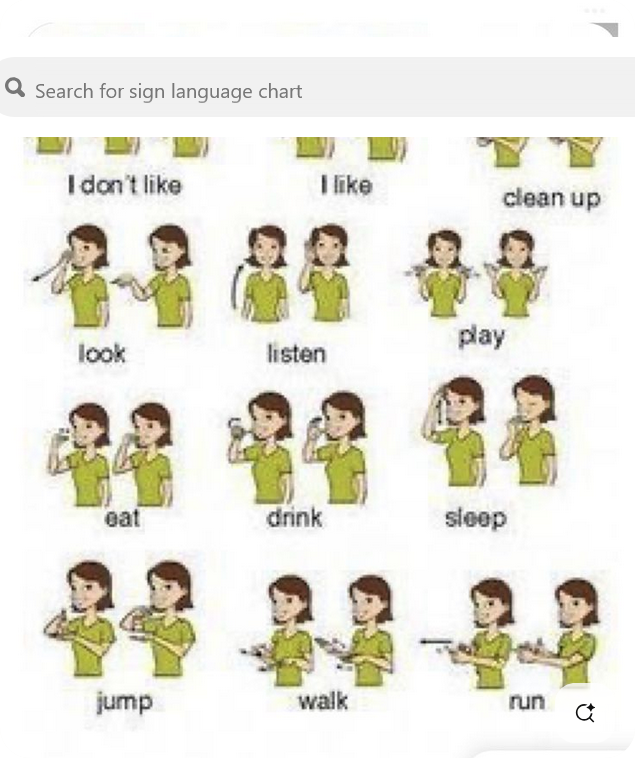 Search for sign language chart
I don't like
I like
clean up
look
listen
play
eat
drink
sleep
jump
walk
run